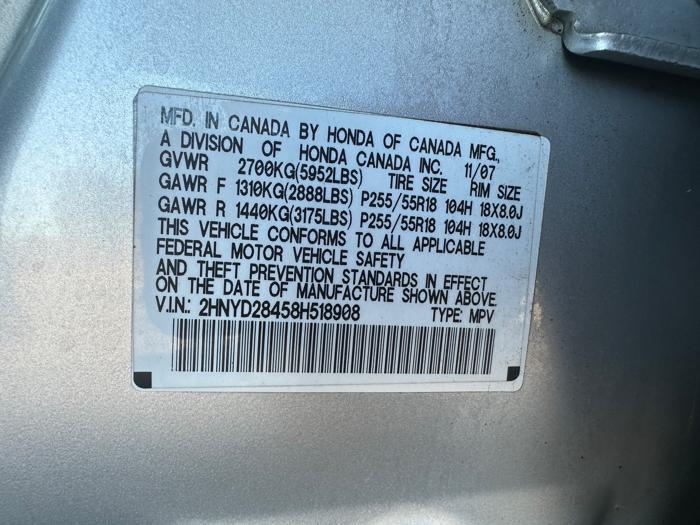 MFD. IN CANADA BY HONDA OF CANADA MFG.,
A DIVISION OF HONDA CANADA INC. 11/07
GVWR 2700KG(5952LBS) TIRE SIZE RIM SIZE
GAWR F 1310KG(2888LBS) P255/55R18 104H 18X8.0J
GAWR R 1440KG(3175LBS) P255/55R18 104H 18X8.0J
THIS VEHICLE CONFORMS TO ALL APPLICABLE
FEDERAL MOTOR VEHICLE SAFETY
AND THEFT PREVENTION STANDARDS IN EFFECT
ON THE DATE OF MANUFACTURE SHOWN ABOVE.
V.I.N.: 2HNYD28458H518908 TYPE: MPV